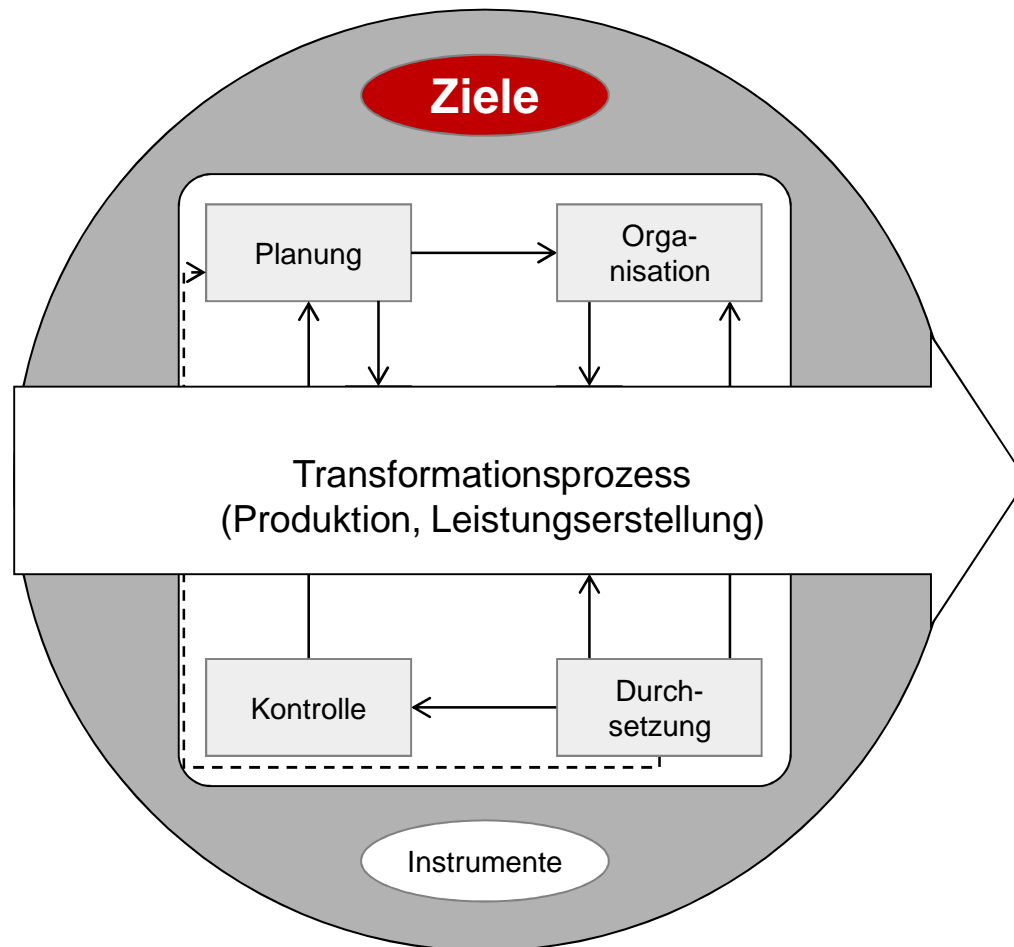 Ziele
Planung
Orga-
nisation
Transformationsprozess
(Produktion, Leistungserstellung)
Kontrolle
Durch-
setzung
Instrumente